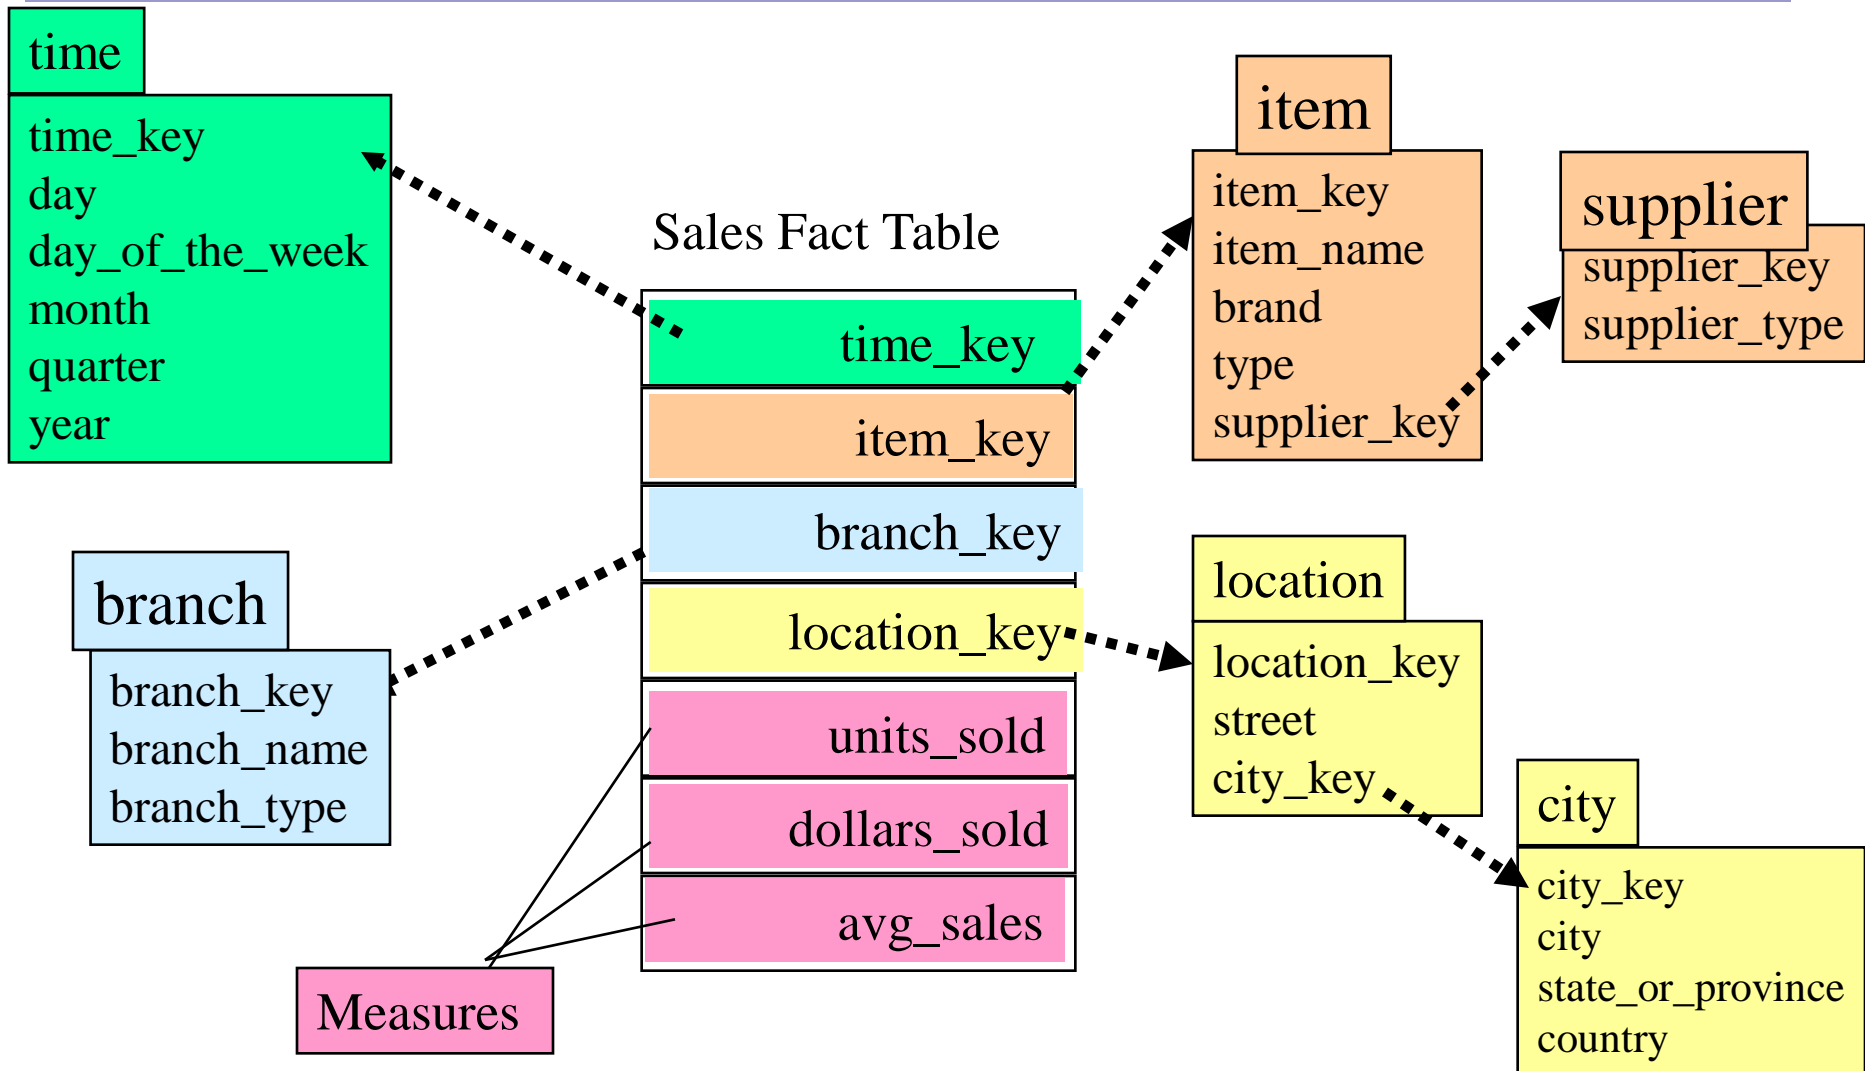 time
time_key
day
day_of_the_week
month
quarter
year
branch
branch_key
branch_name
branch_type
Sales Fact Table
time_key
item_key
branch_key
location_key
units_sold
dollars_sold
avg_sales
Measures
item
item_key
item_name
brand
type
supplier_key
supplier
supplier_key
supplier_type
location
location_key
street
city_key
city
city_key
city
state_or_province
country